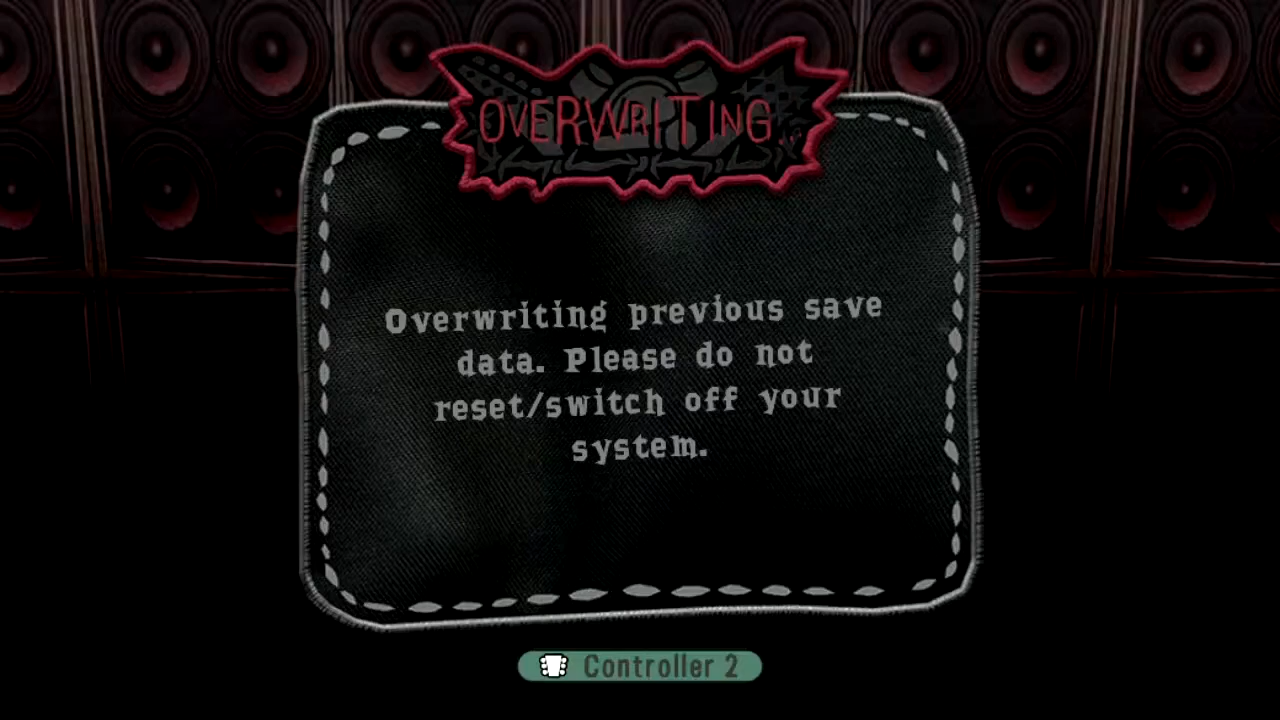 OVERWRITING...
Overwriting previous save
data. Please do not
reset/switch off your
system.
Controller 2